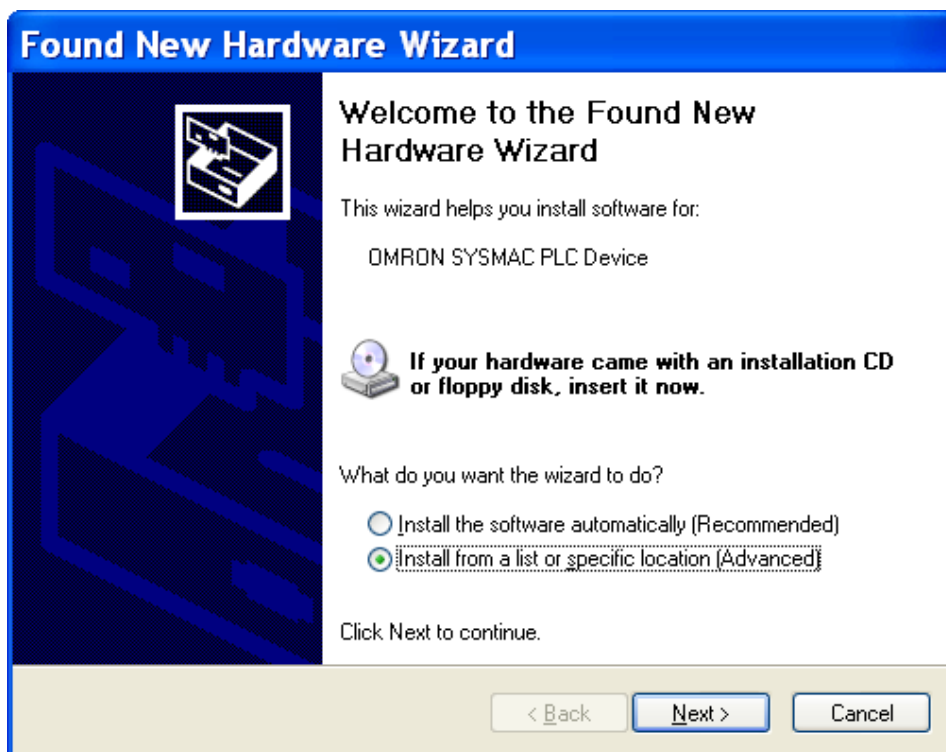 Found New Hardware Wizard
Welcome to the Found New
Hardware Wizard
This wizard helps you install software for:
OMRON SYSMAC PLC Device
If your hardware came with an installation CD
or floppy disk, insert it now.
What do you want the wizard to do?
Install the software automatically (Recommended)
Install from a list or specific location (Advanced)
Click Next to continue.
< Back Next > Cancel